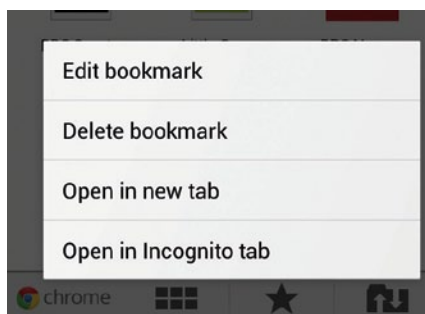 Edit bookmark
Delete bookmark
Open in new tab
Open in Incognito tab
chrome